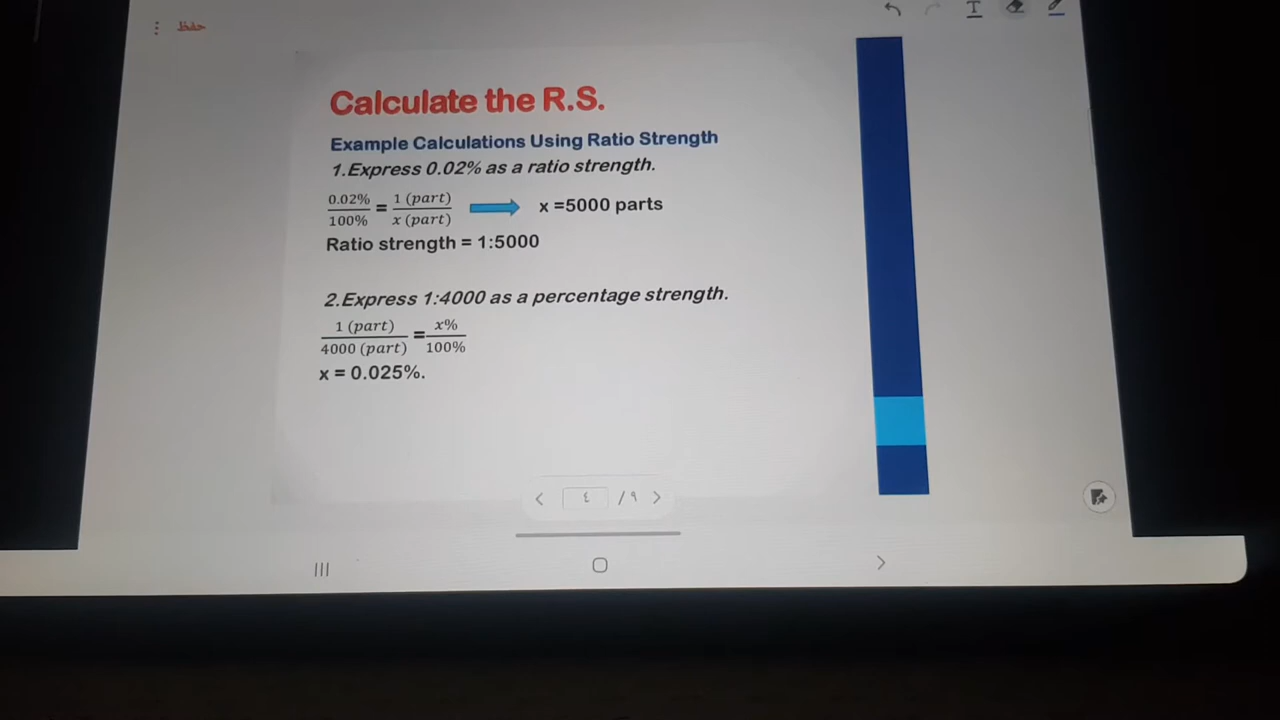 حفظ
Calculate the R.S.
Example Calculations Using Ratio Strength
1.Express 0.02% as a ratio strength.
0.02%/100% = 1 (part)/x (part) x =5000 parts
Ratio strength = 1:5000
2.Express 1:4000 as a percentage strength.
1 (part)/4000 (part) = x%/100%
x = 0.025%.
٤ / ٩